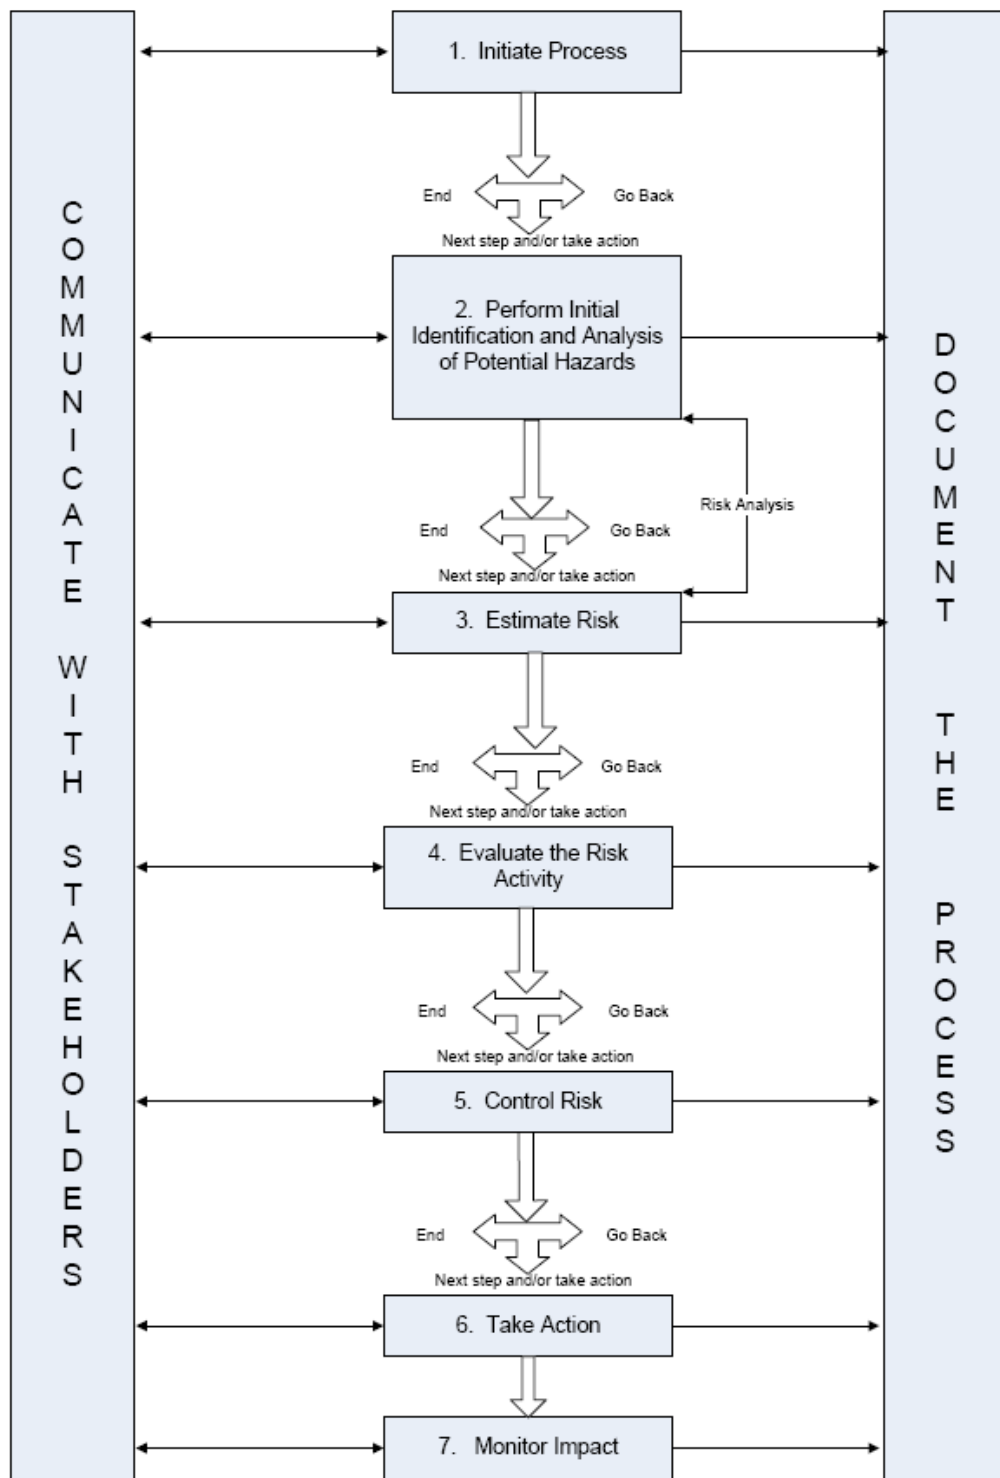 1. Initiate Process
End
Go Back
Next step and/or take action
2. Perform Initial
Identification and Analysis
of Potential Hazards
Risk Analysis
End
Go Back
Next step and/or take action
3. Estimate Risk
End
Go Back
Next step and/or take action
4. Evaluate the Risk
Activity
End
Go Back
Next step and/or take action
5. Control Risk
End
Go Back
Next step and/or take action
6. Take Action
7. Monitor Impact
COMMUNICATE WITH STAKEHOLDERS
DOCUMENT THE PROCESS